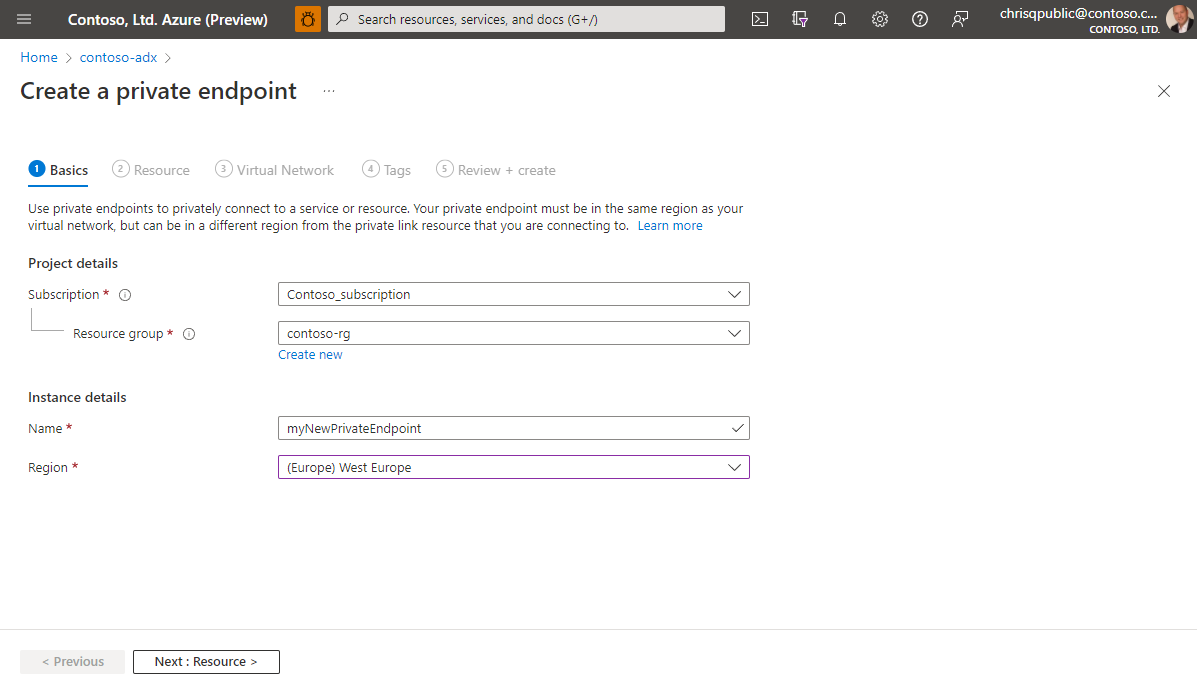 Contoso, Ltd. Azure (Preview)
Search resources, services, and docs (G+/)
chrisqpublic@contoso.c...
CONTOSO, LTD.
Home > contoso-adx >
Create a private endpoint ...
1 Basics 2 Resource 3 Virtual Network 4 Tags 5 Review + create
Use private endpoints to privately connect to a service or resource. Your private endpoint must be in the same region as your
virtual network, but can be in a different region from the private link resource that you are connecting to. Learn more
Project details
Subscription * Contoso_subscription
Resource group * contoso-rg
Create new
Instance details
Name * myNewPrivateEndpoint
Region * (Europe) West Europe
< Previous Next : Resource >